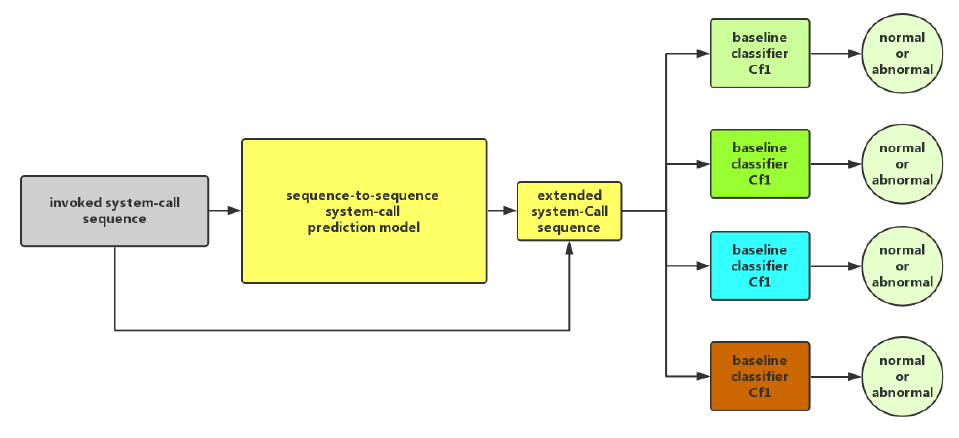 invoked system-call
sequence
sequence-to-sequence
system-call
prediction model
extended
system-Call
sequence
baseline
classifier
Cf1
normal
or
abnormal
baseline
classifier
Cf1
normal
or
abnormal
baseline
classifier
Cf1
normal
or
abnormal
baseline
classifier
Cf1
normal
or
abnormal